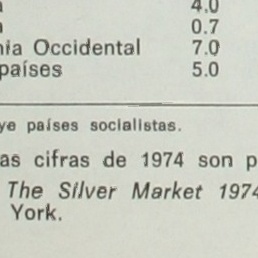 4.0
0.7
nia Occidental 7.0
países 5.0
ye países socialistas.
as cifras de 1974 son p
The Silver Market 1974
York.